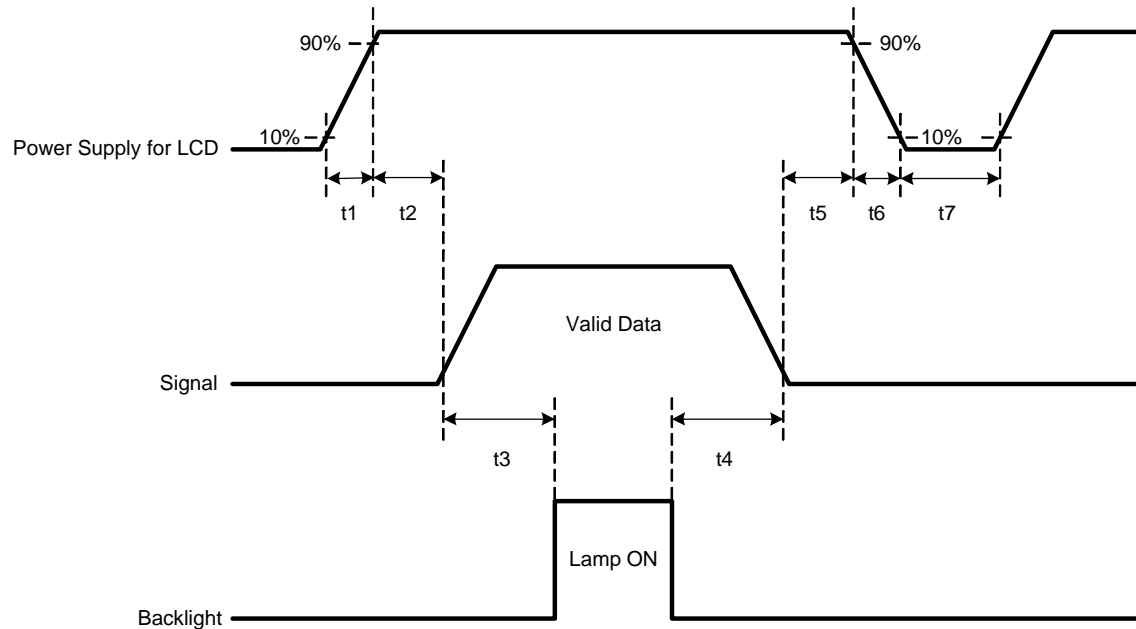 90%
90%
10%
10%
Power Supply for LCD
t1
t2
t5
t6
t7
Valid Data
Signal
t3
t4
Lamp ON
Backlight